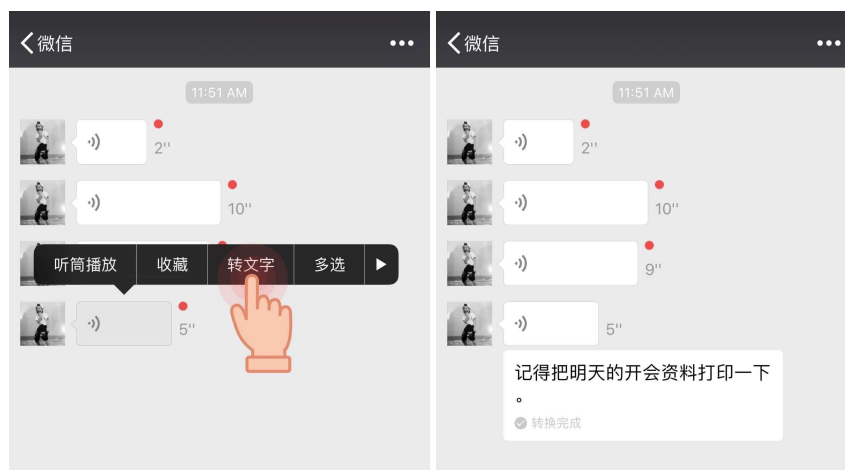 微信
11:51 AM
2''
10''
听筒播放 收藏 转文字 多选
5''
微信
11:51 AM
2''
10''
9''
5''
记得把明天的开会资料打印一下
。
转换完成